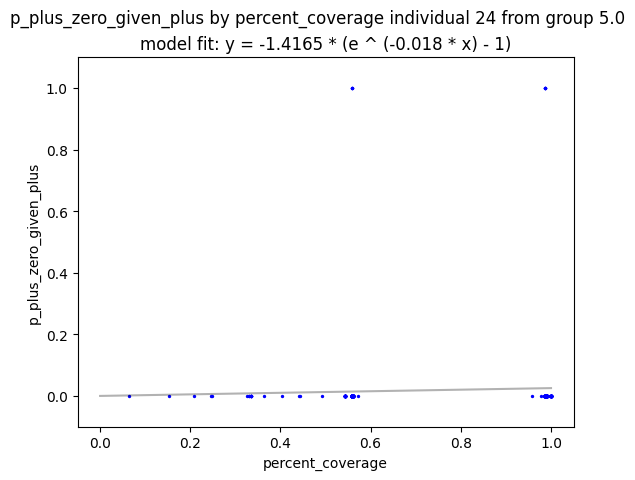 p_plus_zero_given_plus by percent_coverage individual 24 from group 5.0
model fit: y = -1.4165 * (e ^ (-0.018 * x) - 1)
1.0
0.8
0.6
0.4
0.2
0.0
p_plus_zero_given_plus
0.0 0.2 0.4 0.6 0.8 1.0
percent_coverage